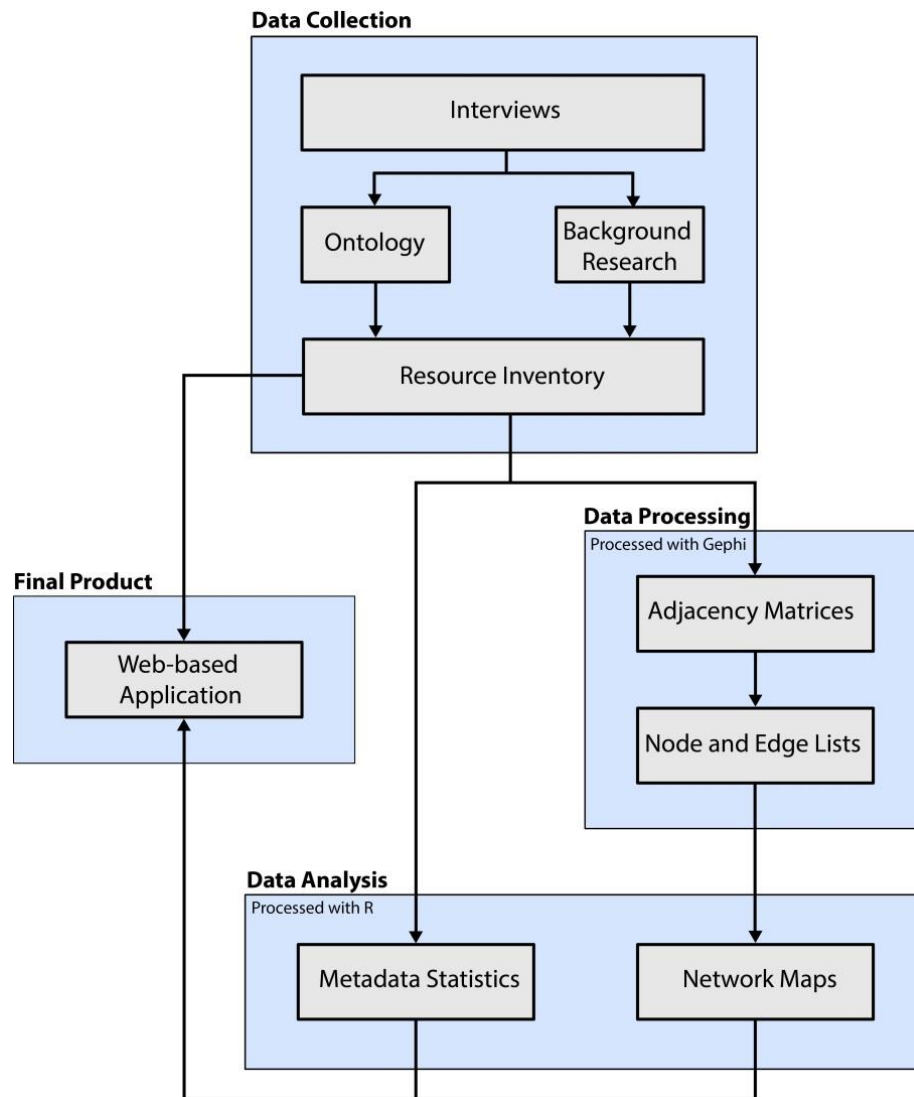 Data Collection
Interviews
Ontology
Background
Research
Resource Inventory
Data Processing
Processed with Gephi
Adjacency Matrices
Node and Edge Lists
Final Product
Web-based
Application
Data Analysis
Processed with R
Metadata Statistics
Network Maps